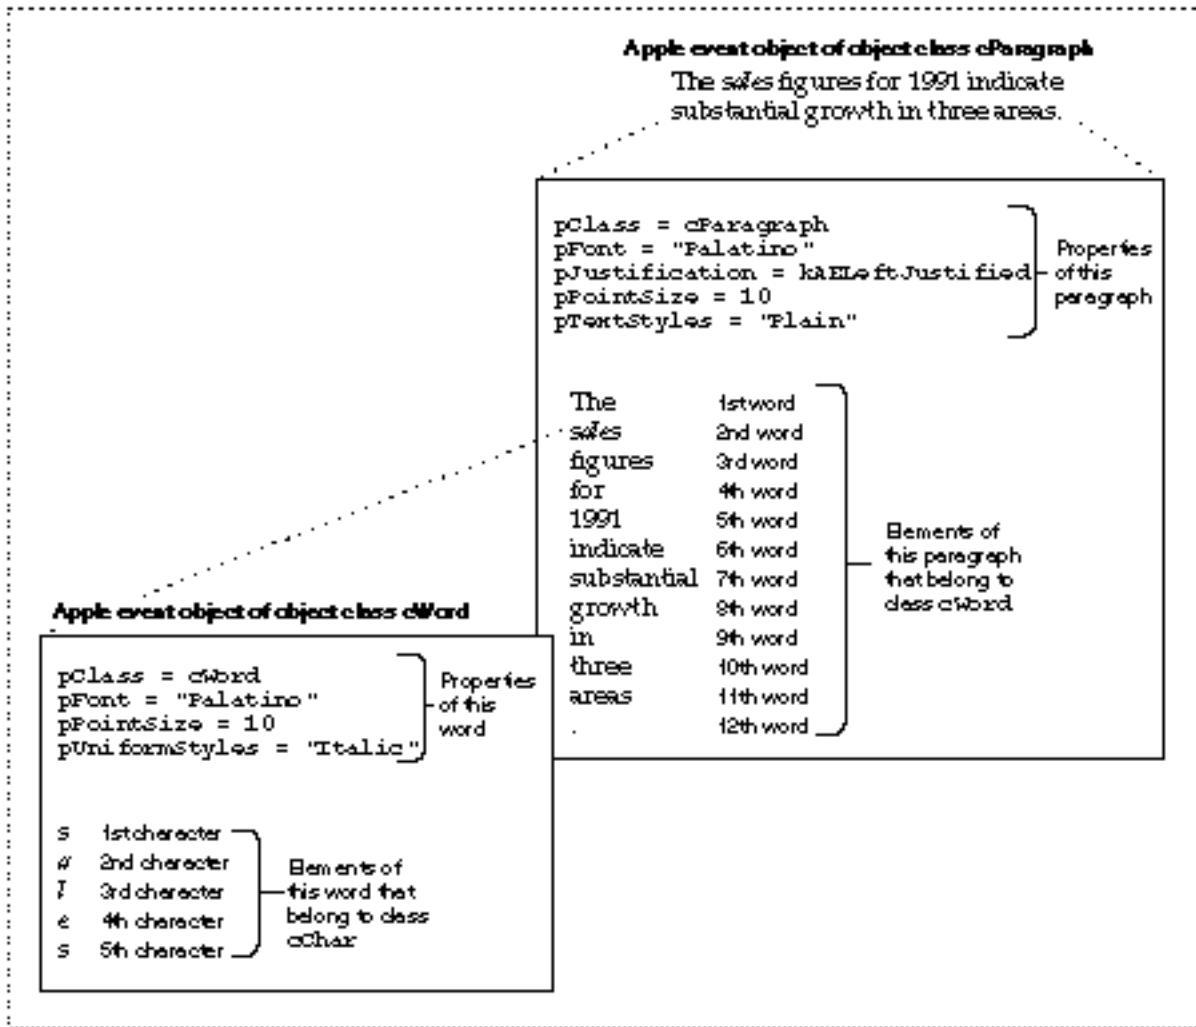 Apple event object of object class cParagraph
The sales figures for 1991 indicate
substantial growth in three areas.
pClass = cParagraph
pFont = "Palatino"
pJustification = kAELeftJustified
pPointSize = 10
pTextStyles = "Plain"
Properties
of this
paragraph
The 1st word
sales 2nd word
figures 3rd word
for 4th word
1991 5th word
indicate 6th word
substantial 7th word
growth 8th word
in 9th word
three 10th word
areas 11th word
. 12th word
Elements of
this paragraph
that belong to
class cWord
Apple event object of object class cWord
pClass = cWord
pFont = "Palatino"
pPointSize = 10
pUniformStyles = "Italic"
Properties
of this
word
s 1st character
a 2nd character
l 3rd character
e 4th character
s 5th character
Elements of
this word that
belong to class
cChar